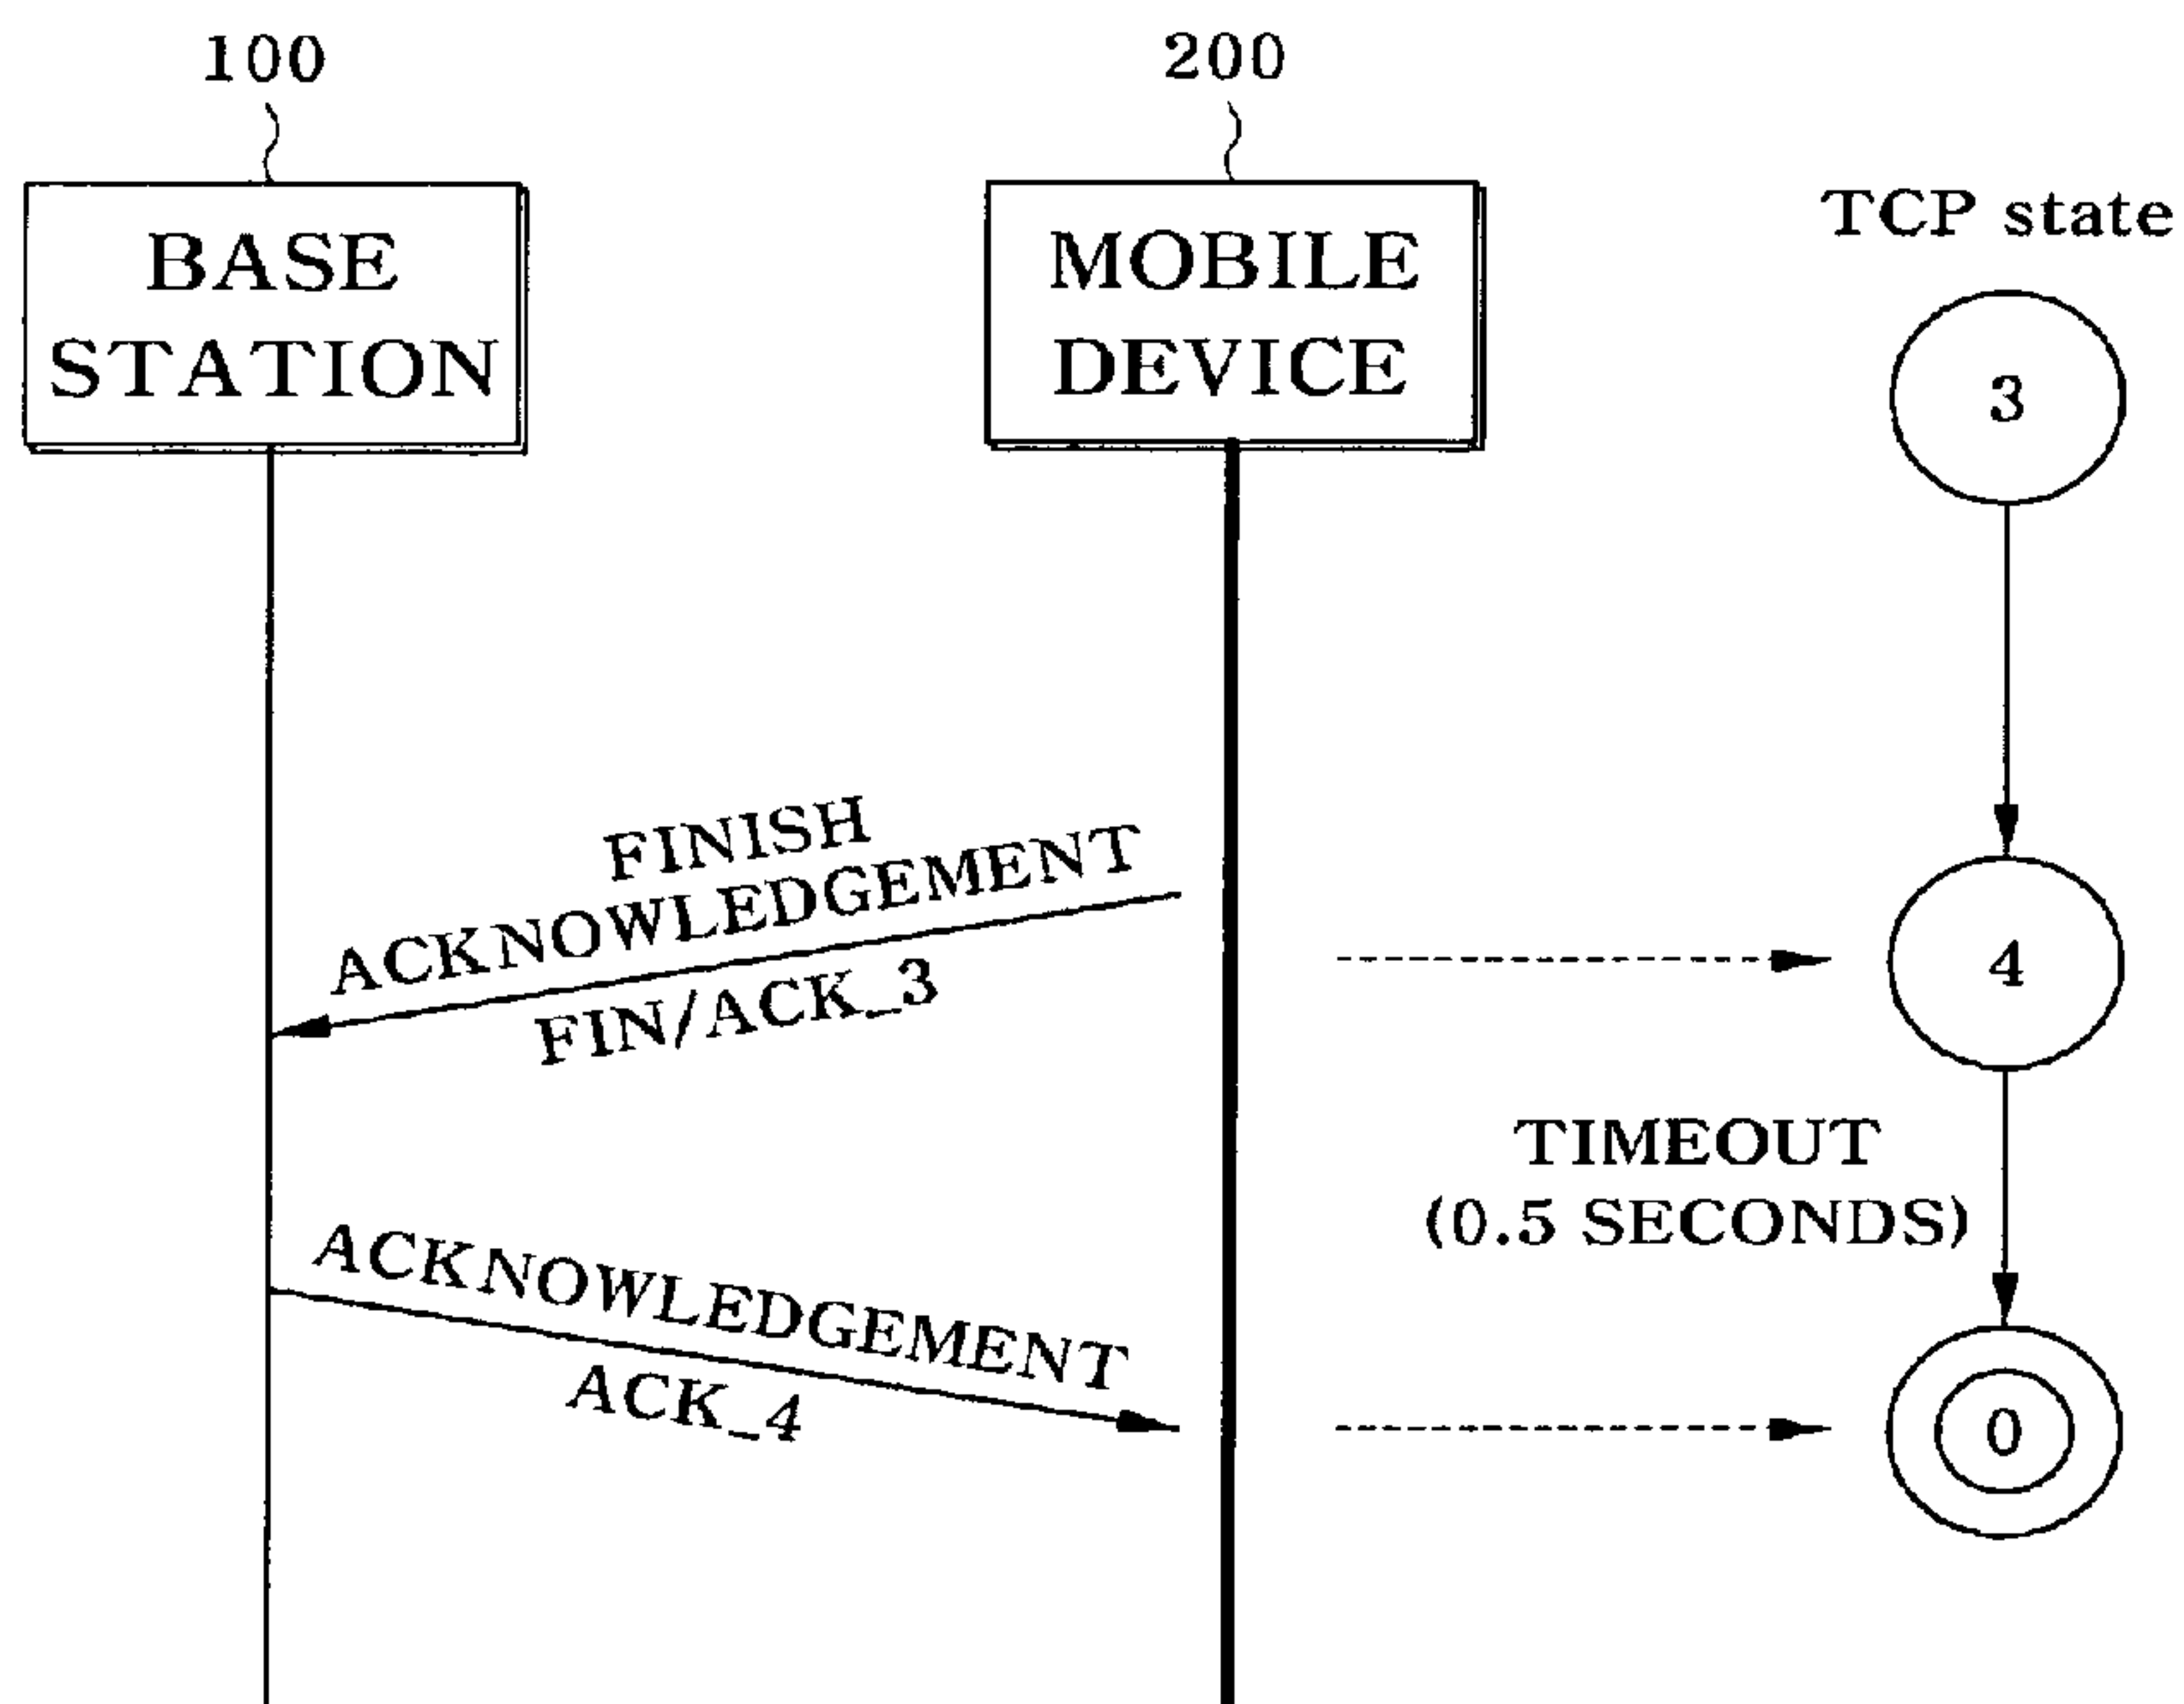 100
200
BASE
STATION
MOBILE
DEVICE
TCP state
3
FINISH
ACKNOWLEDGEMENT
FIN/ACK_3
4
TIMEOUT
(0.5 SECONDS)
ACKNOWLEDGEMENT
ACK_4
0